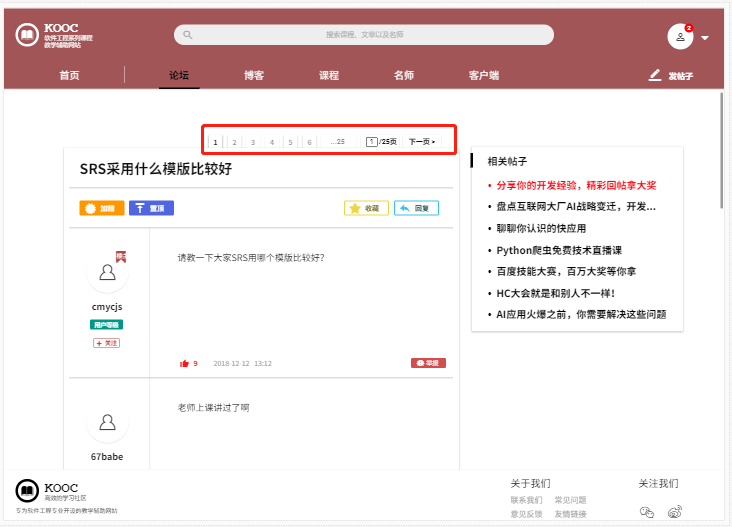 KOOC
软件工程系列课程
教学辅助网站
搜索课程、文章以及名师
2
首页 论坛 博客 课程 名师 客户端 发帖子
1 2 3 4 5 6 ...25 1 /25页 下一页
SRS采用什么模版比较好
加精 置顶 收藏 回复
请教一下大家SRS用哪个模版比较好?
cmycjs
用户等级
+ 关注
9 2018-12-12 13:12 举报
老师上课讲过了啊
67babe
相关帖子
• 分享你的开发经验，精彩回帖拿大奖
• 盘点互联网大厂AI战略变迁，开发...
• 聊聊你认识的快应用
• Python爬虫免费技术直播课
• 百度技能大赛，百万大奖等你拿
• HC大会就是和别人不一样!
• AI应用火爆之前，你需要解决这些问题
KOOC
高效的学习社区
专为软件工程专业开设的教学辅助网站
关于我们
联系我们 常见问题
意见反馈 友情链接
关注我们